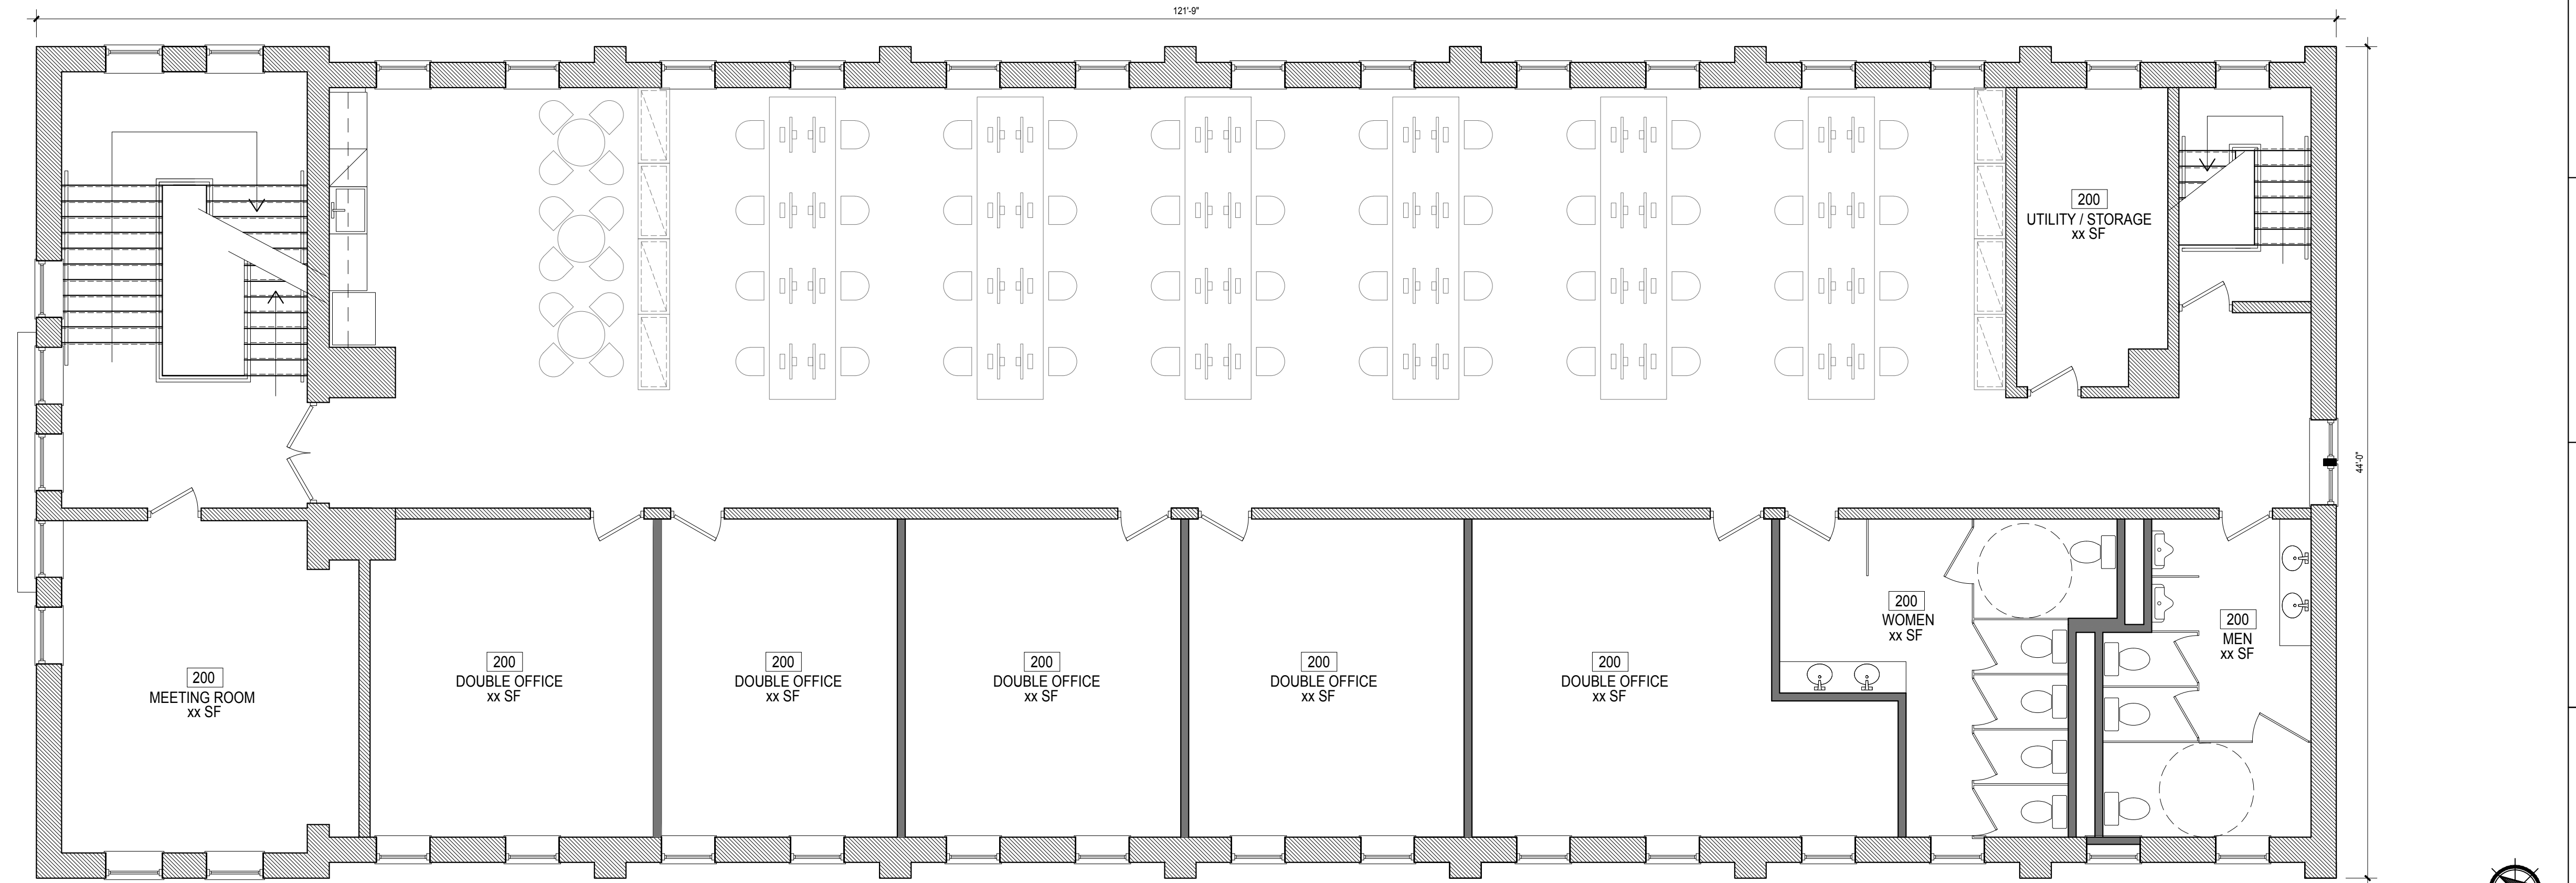 121'-9"
200
UTILITY / STORAGE
xx SF
44'-0"
200
WOMEN
xx SF
200
MEN
xx SF
200
MEETING ROOM
xx SF
200
DOUBLE OFFICE
xx SF
200
DOUBLE OFFICE
xx SF
200
DOUBLE OFFICE
xx SF
200
DOUBLE OFFICE
xx SF
200
DOUBLE OFFICE
xx SF